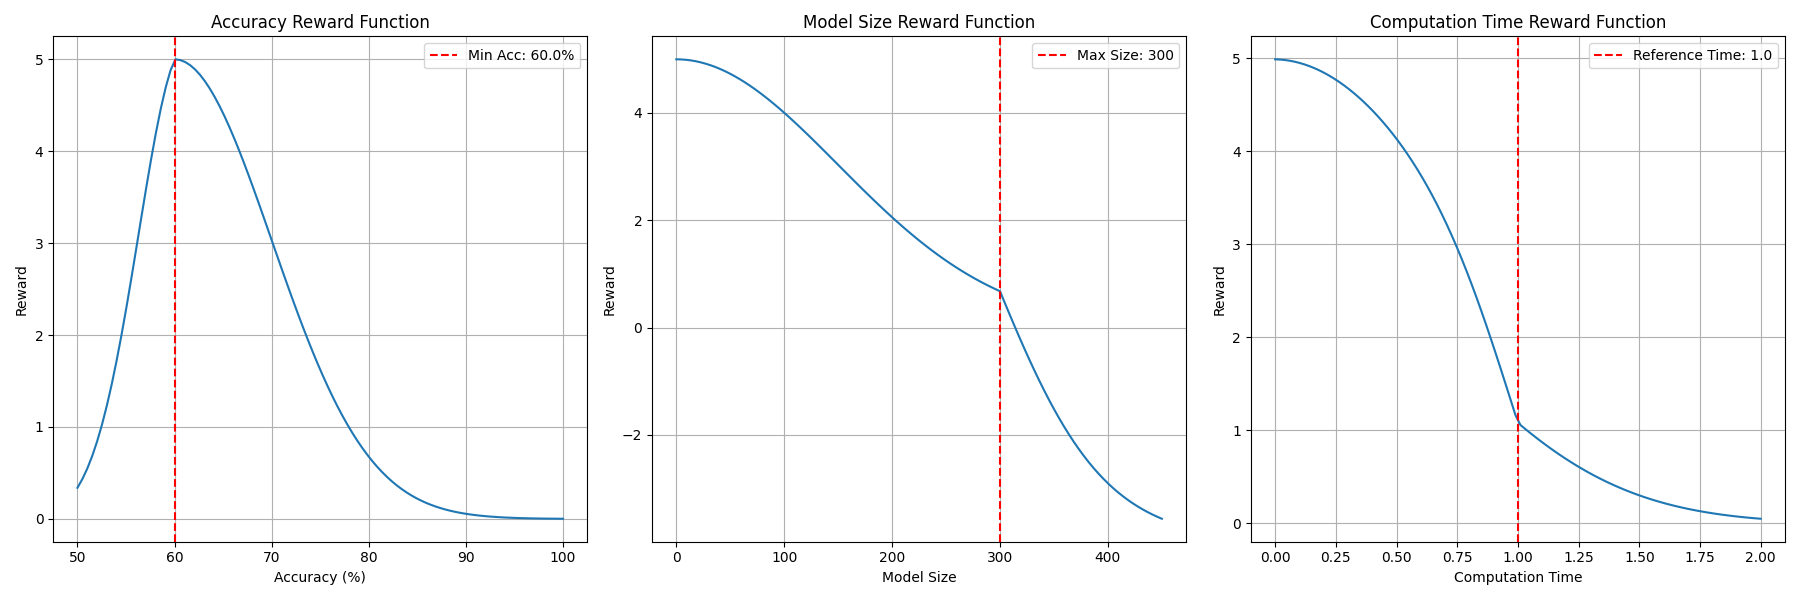 Accuracy Reward Function
Min Acc: 60.0%
5
4
3
2
1
0
Reward
50 60 70 80 90 100
Accuracy (%)
Model Size Reward Function
Max Size: 300
4
2
0
−2
Reward
0 100 200 300 400
Model Size
Computation Time Reward Function
Reference Time: 1.0
5
4
3
2
1
0
Reward
0.00 0.25 0.50 0.75 1.00 1.25 1.50 1.75 2.00
Computation Time